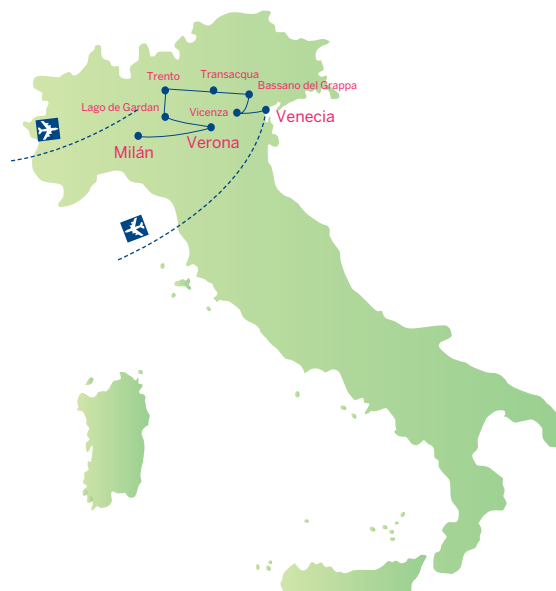 Trento
Transacqua
Bassano del Grappa
Lago de Gardan
Vicenza
Venecia
Verona
Milán